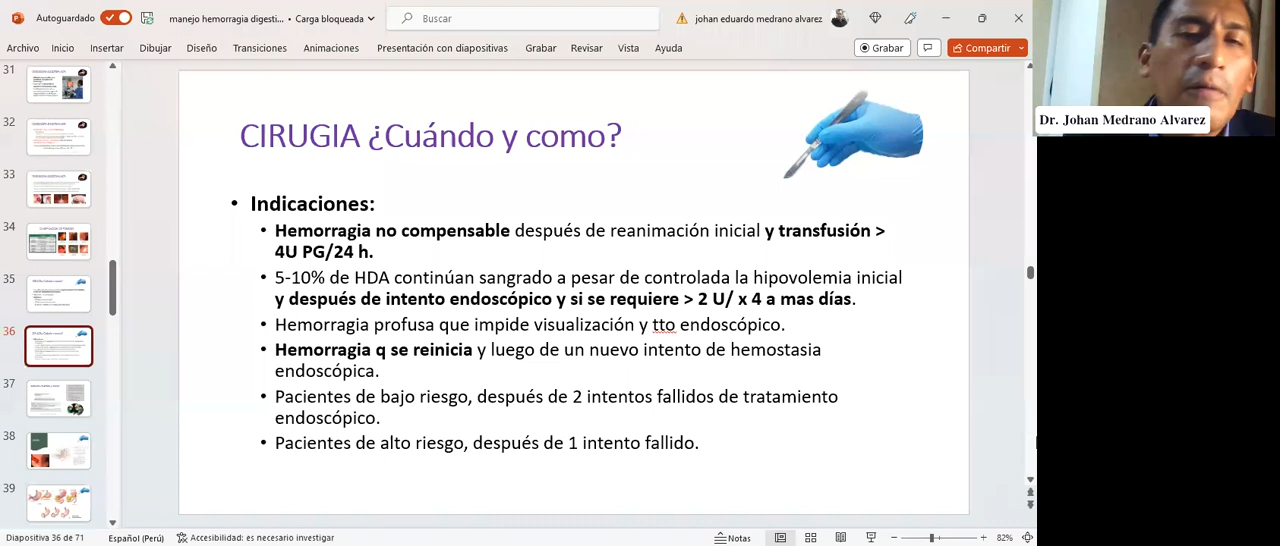 Autoguardado
manejo hemorragia digesti... • Carga bloqueada
Buscar
johan eduardo medrano alvarez
Archivo Inicio Insertar Dibujar Diseño Transiciones Animaciones Presentación con diapositivas Grabar Revisar Vista Ayuda
Grabar
Compartir
31
32
33
34
35
36
37
38
39
CIRUGIA ¿Cuándo y como?
• Indicaciones:
• Hemorragia no compensable después de reanimación inicial y transfusión >
4U PG/24 h.
• 5-10% de HDA continúan sangrado a pesar de controlada la hipovolemia inicial
y después de intento endoscópico y si se requiere > 2 U/ x 4 a mas días.
• Hemorragia profusa que impide visualización y tto endoscópico.
• Hemorragia q se reinicia y luego de un nuevo intento de hemostasia
endoscópica.
• Pacientes de bajo riesgo, después de 2 intentos fallidos de tratamiento
endoscópico.
• Pacientes de alto riesgo, después de 1 intento fallido.
Dr. Johan Medrano Alvarez
Diapositiva 36 de 71
Español (Perú)
Accesibilidad: es necesario investigar
Notas
82%